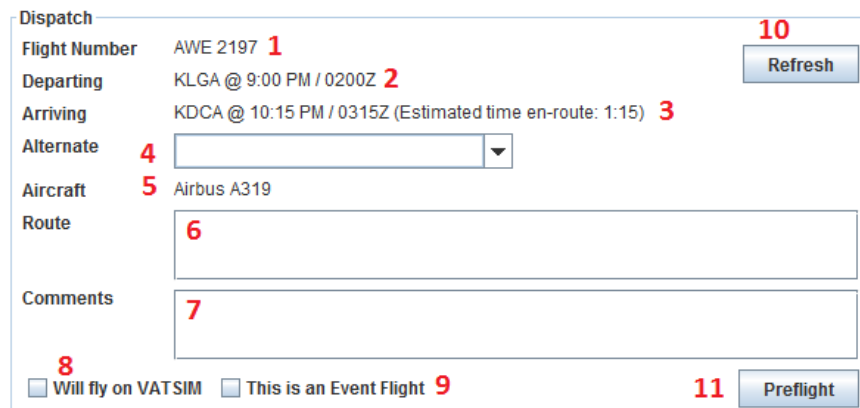 Dispatch
10
Flight Number AWE 2197 1
Refresh
Departing KLGA @ 9:00 PM / 0200Z 2
Arriving KDCA @ 10:15 PM / 0315Z (Estimated time en-route: 1:15) 3
Alternate 4
Aircraft 5 Airbus A319
Route 6
Comments 7
8
Will fly on VATSIM This is an Event Flight 9 11 Preflight